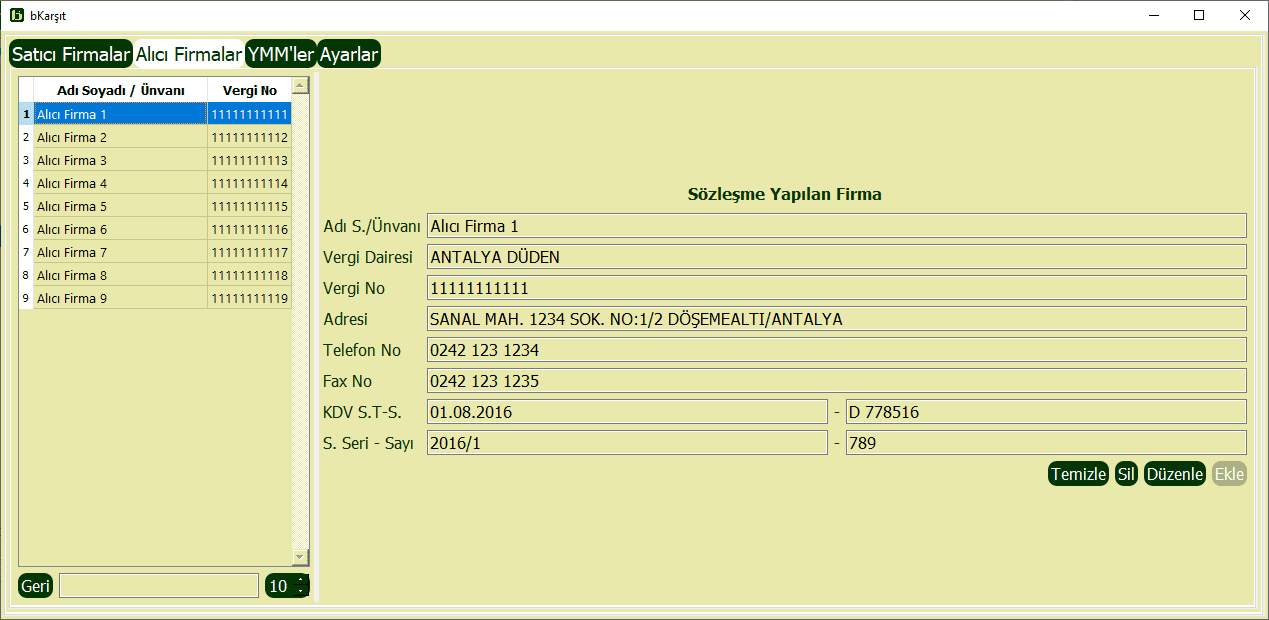 bKarşıt
Satıcı Firmalar Alıcı Firmalar YMM'ler Ayarlar
Adı Soyadı / Ünvanı Vergi No
1 Alıcı Firma 1 11111111111
2 Alıcı Firma 2 11111111112
3 Alıcı Firma 3 11111111113
4 Alıcı Firma 4 11111111114
5 Alıcı Firma 5 11111111115
6 Alıcı Firma 6 11111111116
7 Alıcı Firma 7 11111111117
8 Alıcı Firma 8 11111111118
9 Alıcı Firma 9 11111111119
Geri 10
Sözleşme Yapılan Firma
Adı S./Ünvanı Alıcı Firma 1
Vergi Dairesi ANTALYA DÜDEN
Vergi No 11111111111
Adresi SANAL MAH. 1234 SOK. NO:1/2 DÖŞEMEALTI/ANTALYA
Telefon No 0242 123 1234
Fax No 0242 123 1235
KDV S.T-S. 01.08.2016 - D 778516
S. Seri - Sayı 2016/1 - 789
Temizle Sil Düzenle Ekle